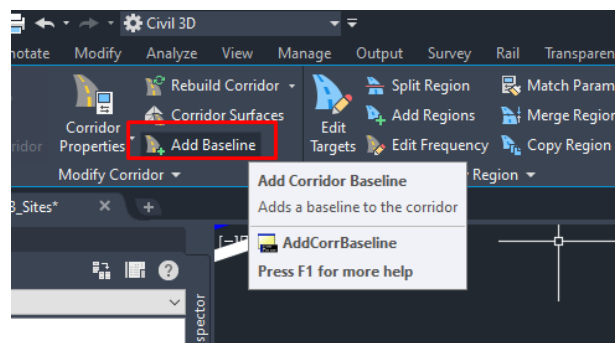 Civil 3D
notate Modify Analyze View Manage Output Survey Rail Transparen
Rebuild Corridor
Split Region
Match Param
Corridor Surfaces
Add Regions
Merge Region
ridor
Corridor
Properties
Add Baseline
Edit
Targets
Edit Frequency
Copy Region
Modify Corridor
Region
Add Corridor Baseline
Adds a baseline to the corridor
AddCorrBaseline
Press F1 for more help
3_Sites*
spector